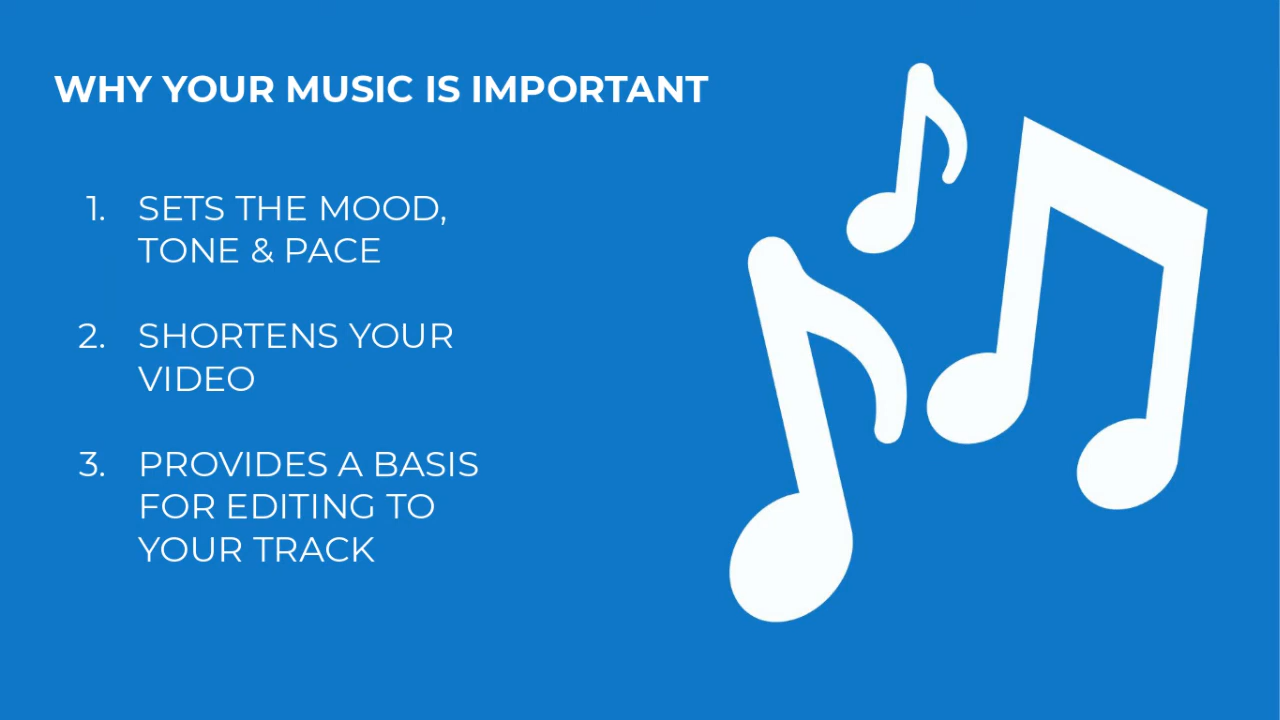 WHY YOUR MUSIC IS IMPORTANT
1. SETS THE MOOD,
TONE & PACE
2. SHORTENS YOUR
VIDEO
3. PROVIDES A BASIS
FOR EDITING TO
YOUR TRACK